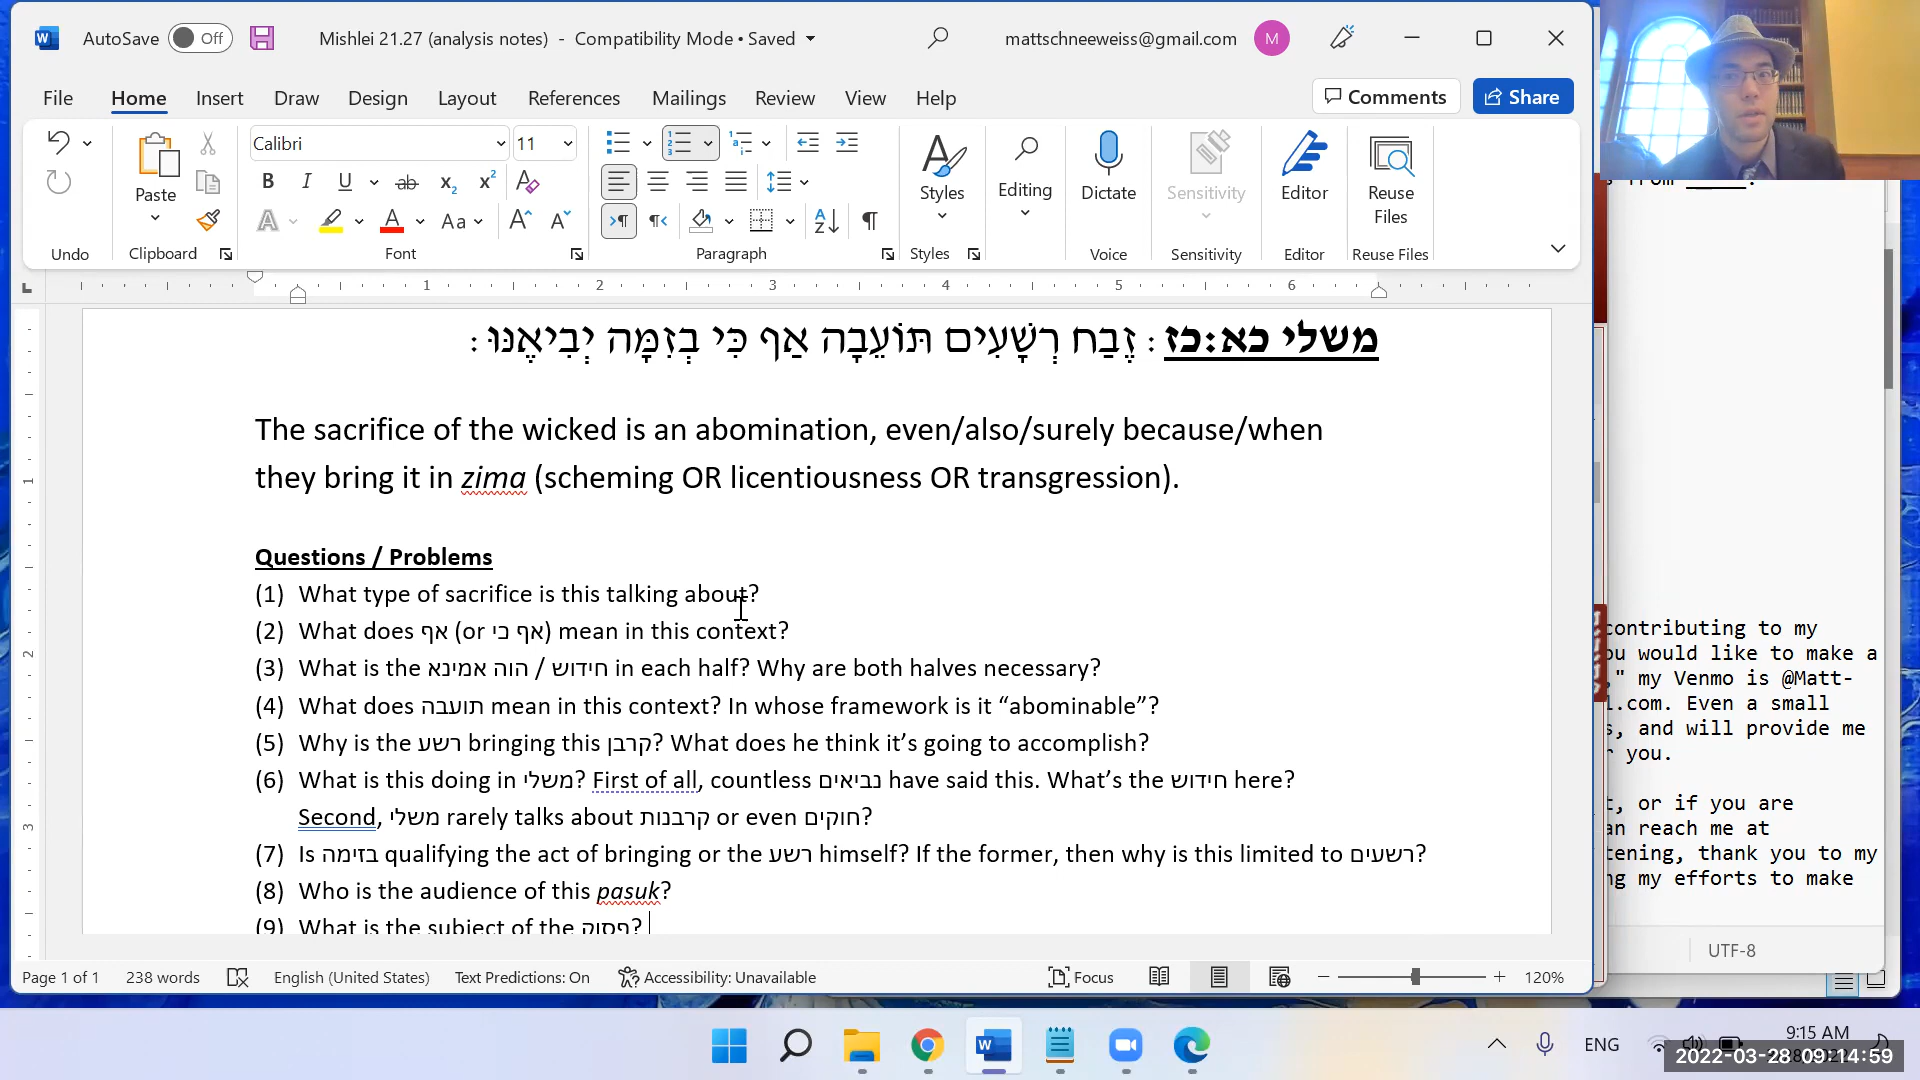 AutoSave Off Mishlei 21.27 (analysis notes) - Compatibility Mode • Saved mattschneeweiss@gmail.com M
File Home Insert Draw Design Layout References Mailings Review View Help Comments Share
Calibri 11
Paste Styles Editing Dictate Sensitivity Editor Reuse Files
Undo Clipboard Font Paragraph Styles Voice Sensitivity Editor Reuse Files
1 2 3 4 5 6
משלי כא:כז: זֶבַח רְשָׁעִים תּוֹעֵבָה אַף כִּי בְזִמָּה יְבִיאֶנּוּ:
The sacrifice of the wicked is an abomination, even/also/surely because/when
they bring it in zima (scheming OR licentiousness OR transgression).
Questions / Problems
(1) What type of sacrifice is this talking about?
(2) What does אף (or אף כי) mean in this context?
(3) What is the חידוש / הוה אמינא in each half? Why are both halves necessary?
(4) What does תועבה mean in this context? In whose framework is it “abominable”?
(5) Why is the רשע bringing this קרבן? What does he think it’s going to accomplish?
(6) What is this doing in משלי? First of all, countless נביאים have said this. What’s the חידוש here?
Second, משלי rarely talks about קרבנות or even חוקים?
(7) Is בזימה qualifying the act of bringing or the רשע himself? If the former, then why is this limited to רשעים?
(8) Who is the audience of this pasuk?
(9) What is the subject of the פסוק?
contributing to my
would like to make a
," my Venmo is @Matt-
.com. Even a small
, and will provide me
you.
, or if you are
reach me at
tening, thank you to my
my efforts to make
UTF-8
Page 1 of 1 238 words English (United States) Text Predictions: On Accessibility: Unavailable Focus 120%
ENG 9:15 AM
2022-03-28 09:14:59